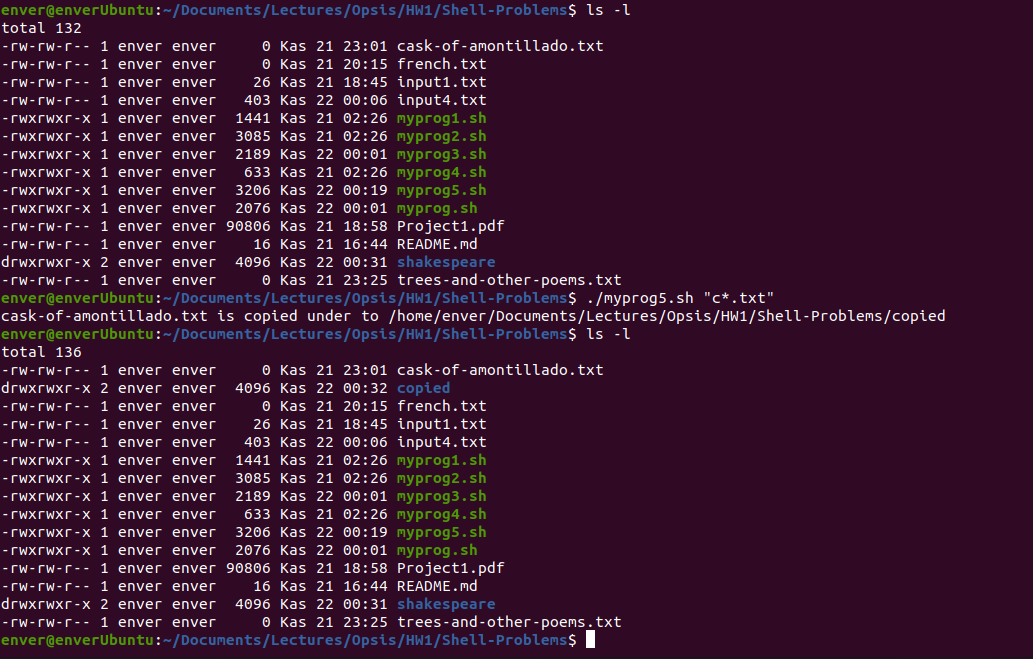 enver@enverUbuntu:~/Documents/Lectures/Opsis/HW1/Shell-Problems$ ls -l
total 132
-rw-rw-r-- 1 enver enver     0 Kas 21 23:01 cask-of-amontillado.txt
-rw-rw-r-- 1 enver enver     0 Kas 21 20:15 french.txt
-rw-rw-r-- 1 enver enver    26 Kas 21 18:45 input1.txt
-rw-rw-r-- 1 enver enver   403 Kas 22 00:06 input4.txt
-rwxrwxr-x 1 enver enver  1441 Kas 21 02:26 myprog1.sh
-rwxrwxr-x 1 enver enver  3085 Kas 21 02:26 myprog2.sh
-rwxrwxr-x 1 enver enver  2189 Kas 22 00:01 myprog3.sh
-rwxrwxr-x 1 enver enver   633 Kas 21 02:26 myprog4.sh
-rwxrwxr-x 1 enver enver  3206 Kas 22 00:19 myprog5.sh
-rwxrwxr-x 1 enver enver  2076 Kas 22 00:01 myprog.sh
-rw-rw-r-- 1 enver enver 90806 Kas 21 18:58 Project1.pdf
-rw-rw-r-- 1 enver enver    16 Kas 21 16:44 README.md
drwxrwxr-x 2 enver enver  4096 Kas 22 00:31 shakespeare
-rw-rw-r-- 1 enver enver     0 Kas 21 23:25 trees-and-other-poems.txt
enver@enverUbuntu:~/Documents/Lectures/Opsis/HW1/Shell-Problems$ ./myprog5.sh "c*.txt"
cask-of-amontillado.txt is copied under to /home/enver/Documents/Lectures/Opsis/HW1/Shell-Problems/copied
enver@enverUbuntu:~/Documents/Lectures/Opsis/HW1/Shell-Problems$ ls -l
total 136
-rw-rw-r-- 1 enver enver     0 Kas 21 23:01 cask-of-amontillado.txt
drwxrwxr-x 2 enver enver  4096 Kas 22 00:32 copied
-rw-rw-r-- 1 enver enver     0 Kas 21 20:15 french.txt
-rw-rw-r-- 1 enver enver    26 Kas 21 18:45 input1.txt
-rw-rw-r-- 1 enver enver   403 Kas 22 00:06 input4.txt
-rwxrwxr-x 1 enver enver  1441 Kas 21 02:26 myprog1.sh
-rwxrwxr-x 1 enver enver  3085 Kas 21 02:26 myprog2.sh
-rwxrwxr-x 1 enver enver  2189 Kas 22 00:01 myprog3.sh
-rwxrwxr-x 1 enver enver   633 Kas 21 02:26 myprog4.sh
-rwxrwxr-x 1 enver enver  3206 Kas 22 00:19 myprog5.sh
-rwxrwxr-x 1 enver enver  2076 Kas 22 00:01 myprog.sh
-rw-rw-r-- 1 enver enver 90806 Kas 21 18:58 Project1.pdf
-rw-rw-r-- 1 enver enver    16 Kas 21 16:44 README.md
drwxrwxr-x 2 enver enver  4096 Kas 22 00:31 shakespeare
-rw-rw-r-- 1 enver enver     0 Kas 21 23:25 trees-and-other-poems.txt
enver@enverUbuntu:~/Documents/Lectures/Opsis/HW1/Shell-Problems$